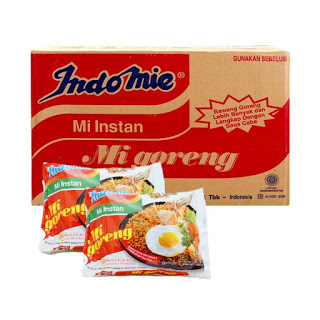 GUNAKAN SEBELUM
Indomie®
Bawang Goreng
Lebih Banyak dan
Lengkap Dengan
Saus Cabe
Mi Instan
Mi goreng
Tbk – Indonesia
Indomie
Mi Instan
Mi goreng
Indomie
Mi Instan
Mi goreng